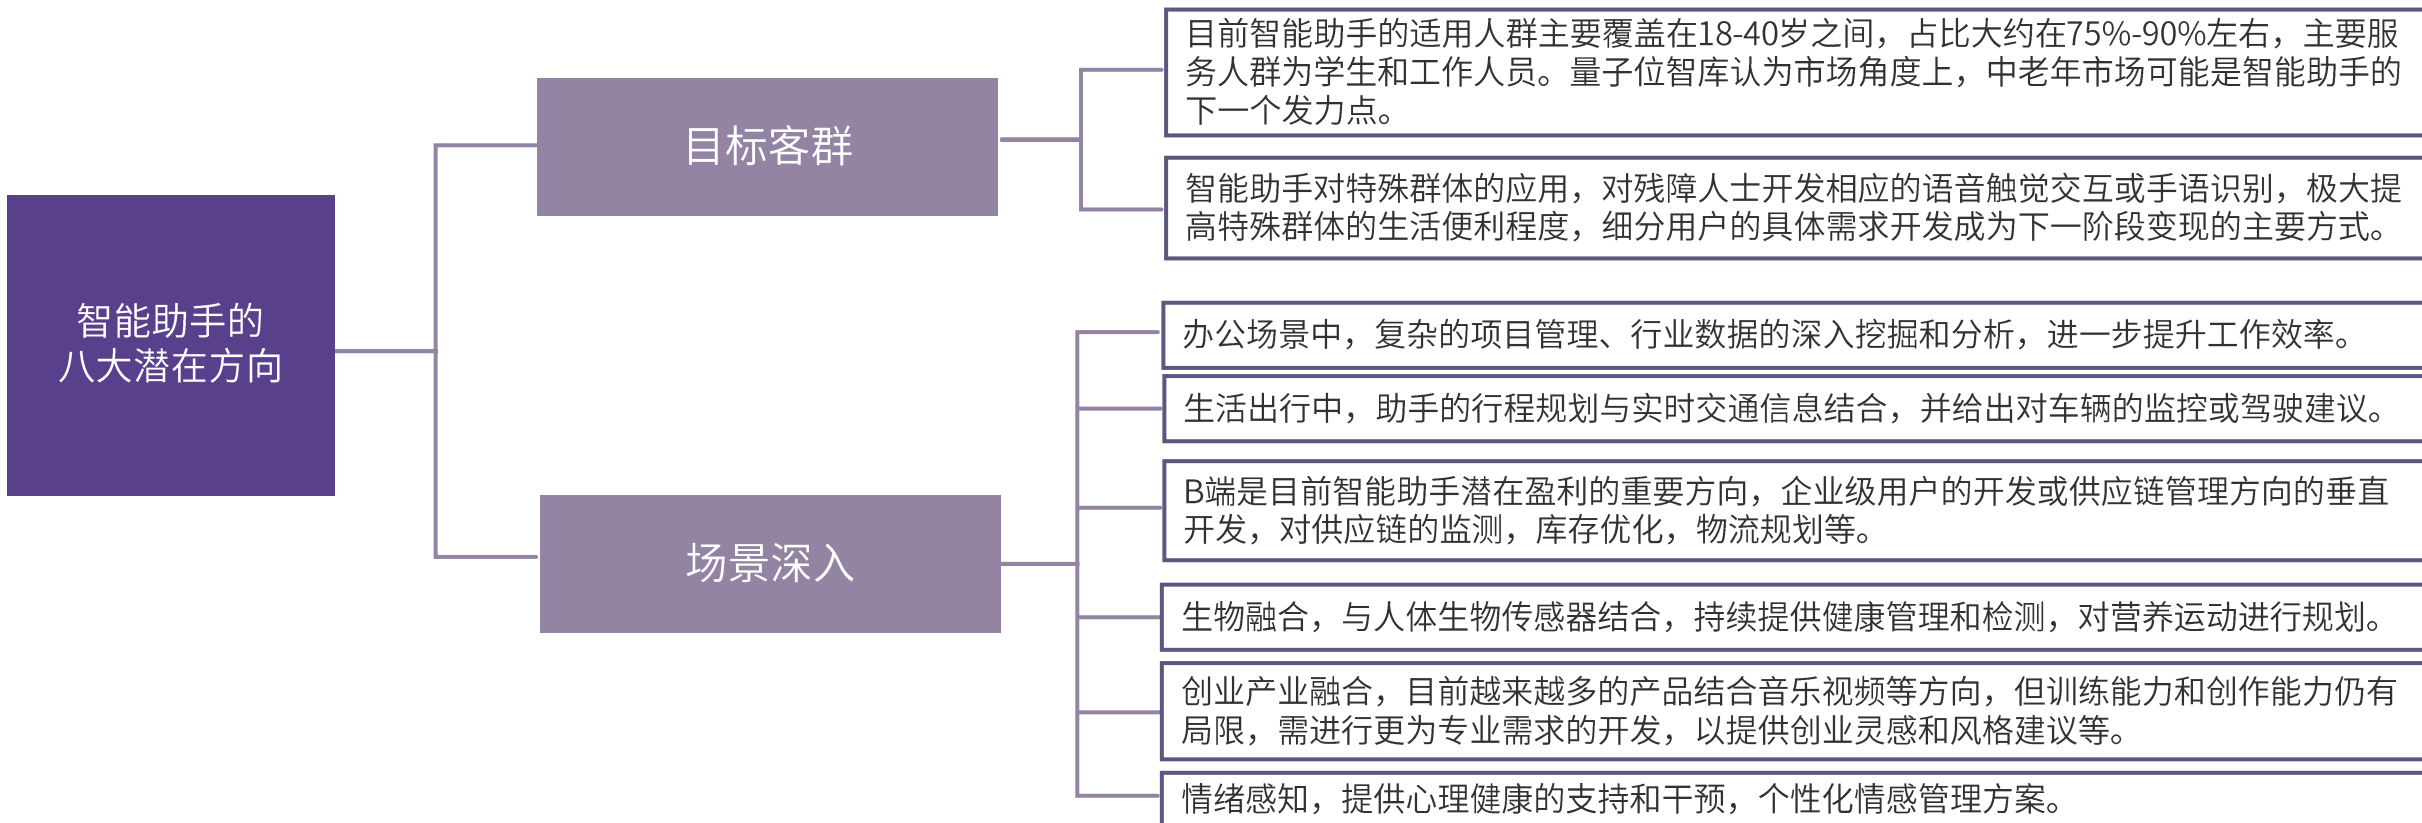 智能助手的
八大潜在方向
目标客群
目前智能助手的适用人群主要覆盖在18-40岁之间，占比大约在75%-90%左右，主要服
务人群为学生和工作人员。量子位智库认为市场角度上，中老年市场可能是智能助手的
下一个发力点。
智能助手对特殊群体的应用，对残障人士开发相应的语音触觉交互或手语识别，极大提
高特殊群体的生活便利程度，细分用户的具体需求开发成为下一阶段变现的主要方式。
场景深入
办公场景中，复杂的项目管理、行业数据的深入挖掘和分析，进一步提升工作效率。
生活出行中，助手的行程规划与实时交通信息结合，并给出对车辆的监控或驾驶建议。
B端是目前智能助手潜在盈利的重要方向，企业级用户的开发或供应链管理方向的垂直
开发，对供应链的监测，库存优化，物流规划等。
生物融合，与人体生物传感器结合，持续提供健康管理和检测，对营养运动进行规划。
创业产业融合，目前越来越多的产品结合音乐视频等方向，但训练能力和创作能力仍有
局限，需进行更为专业需求的开发，以提供创业灵感和风格建议等。
情绪感知，提供心理健康的支持和干预，个性化情感管理方案。